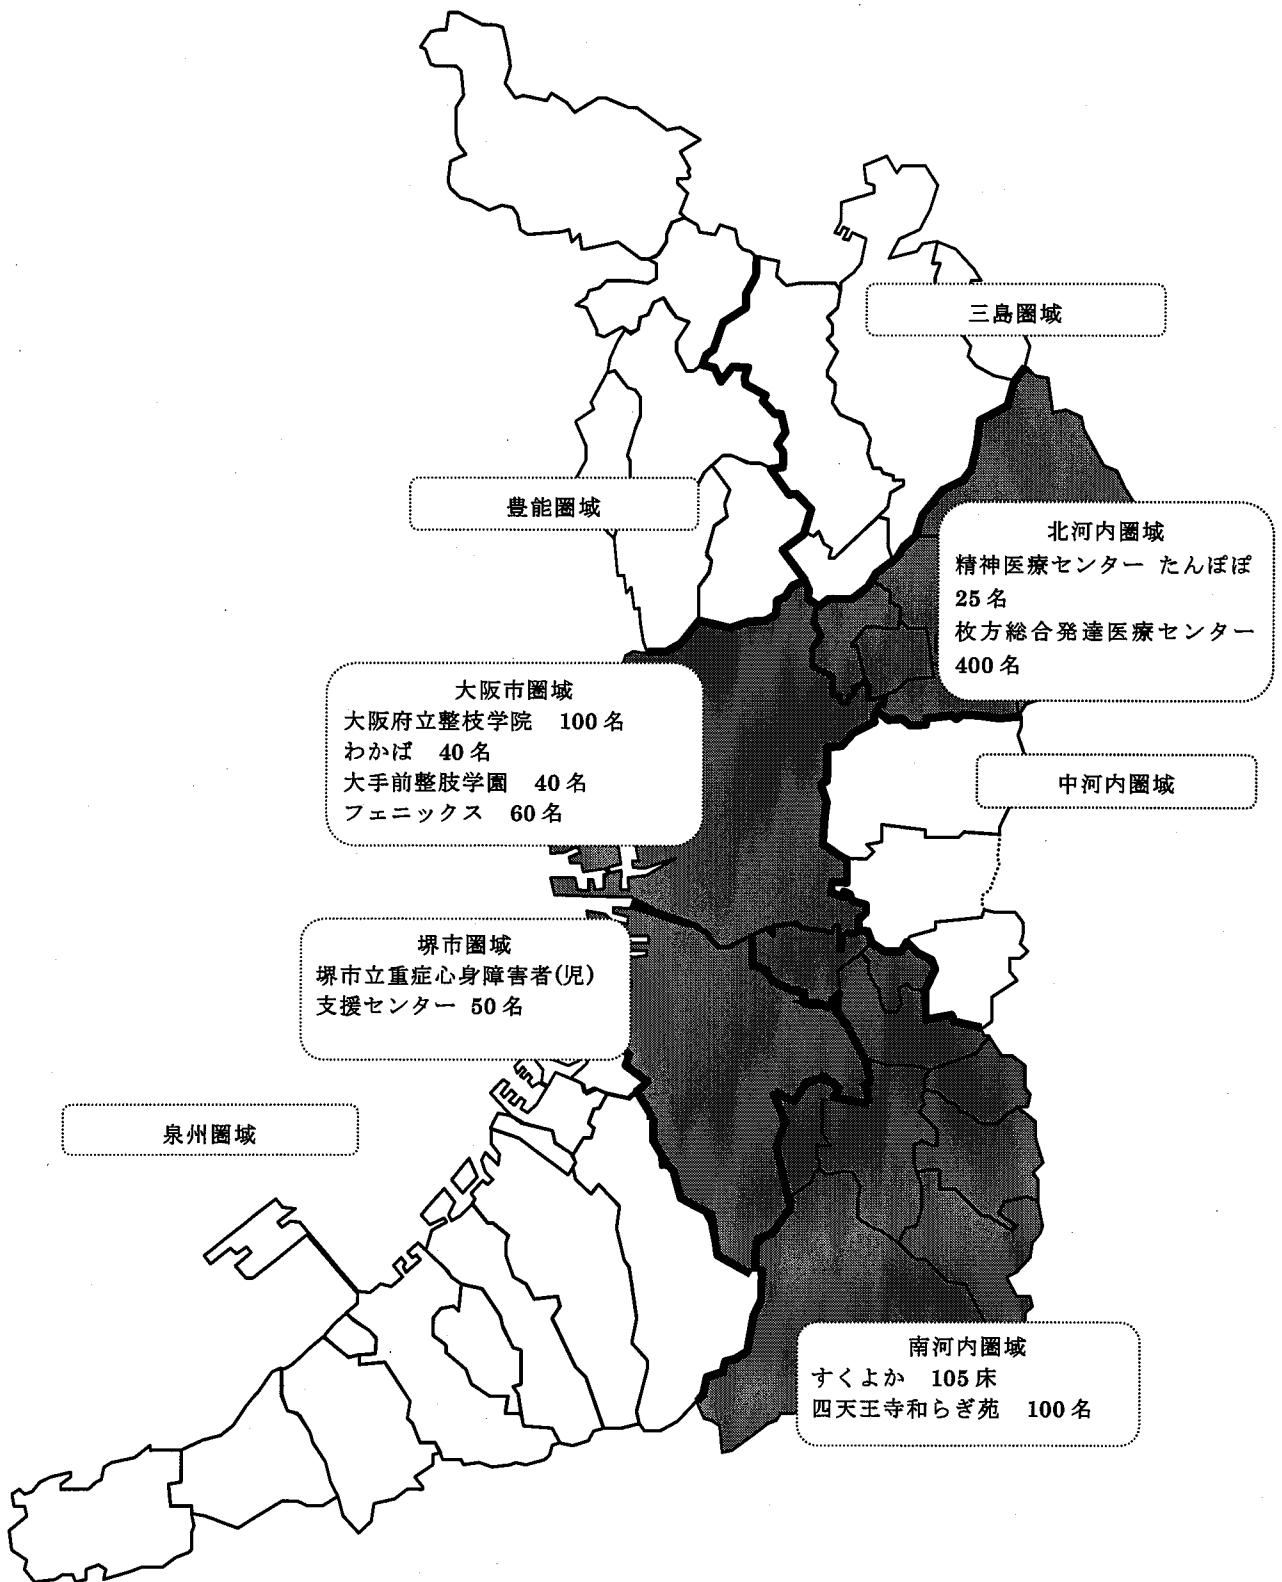 三島圏域
豊能圏域
北河内圏域
精神医療センター たんぽぽ
25名
枚方総合発達医療センター
400名
大阪市圏域
大阪府立整枝学院 100名
わかば 40名
大手前整肢学園 40名
フェニックス 60名
中河内圏域
堺市圏域
堺市立重症心身障害者(児)
支援センター 50名
泉州圏域
南河内圏域
すくよか 105床
四天王寺和らぎ苑 100名